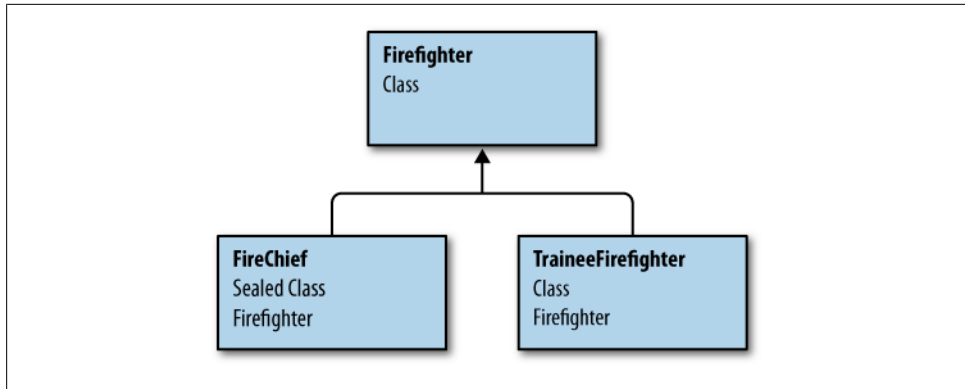 Firefighter
Class
FireChief
Sealed Class
Firefighter
TraineeFirefighter
Class
Firefighter